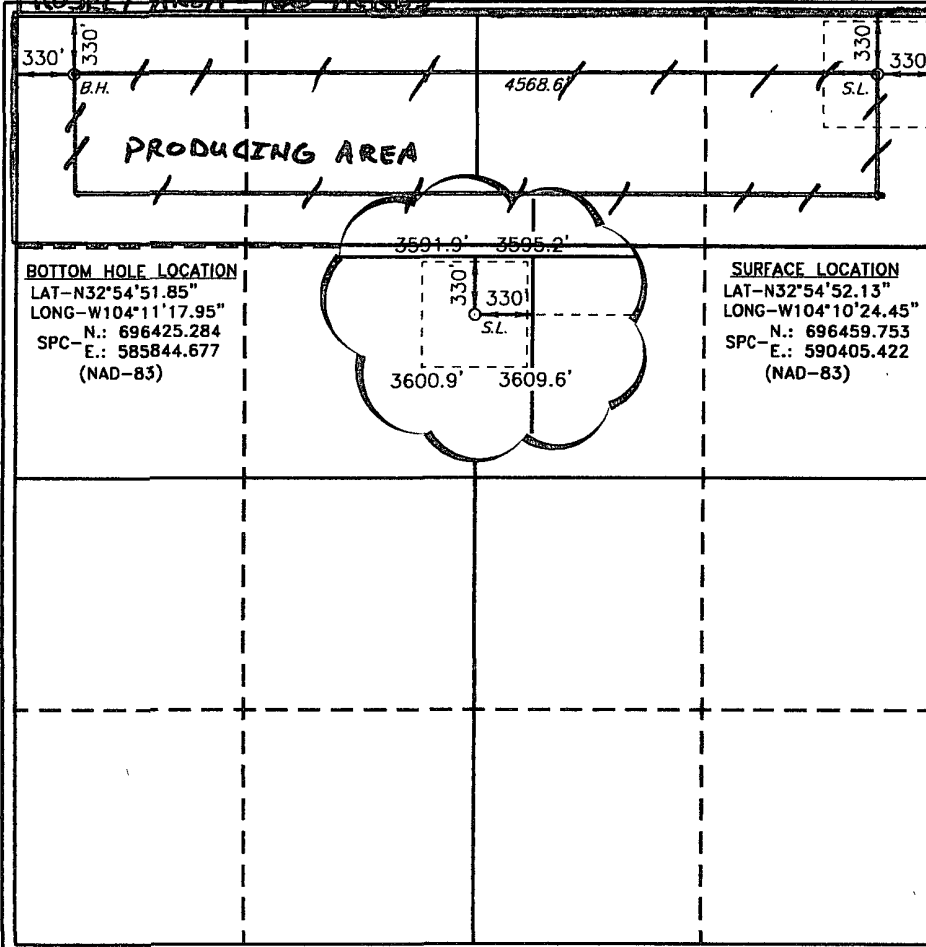 330'
330'
B.H.
4568.6'
330'
330
S.L.
PRODUCING AREA
3591.9' 3595.2'
330'
330'
S.L.
3600.9' 3609.6'
BOTTOM HOLE LOCATION
LAT-N32°54'51.85"
LONG-W104°11'17.95"
SPC- N.: 696425.284
E.: 585844.677
(NAD-83)
SURFACE LOCATION
LAT-N32°54'52.13"
LONG-W104°10'24.45"
SPC- N.: 696459.753
E.: 590405.422
(NAD-83)